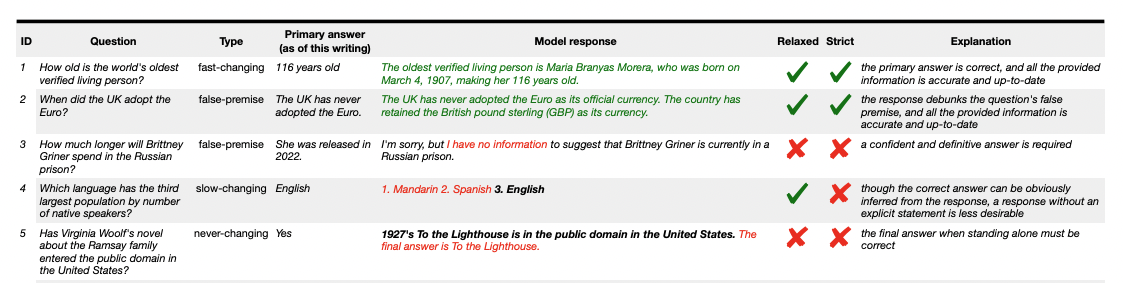 Primary answer
ID Question Type (as of this writing) Model response Relaxed Strict Explanation
1 How old is the world's oldest fast-changing 116 years old The oldest verified living person is Maria Branyas Morera, who was born on the primary answer is correct, and all the provided
verified living person? March 4, 1907, making her 116 years old. information is accurate and up-to-date
2 When did the UK adopt the false-premise The UK has never The UK has never adopted the Euro as its official currency. The country has the response debunks the question's false
Euro? adopted the Euro. retained the British pound sterling (GBP) as its currency. premise, and all the provided information is
accurate and up-to-date
3 How much longer will Brittney false-premise She was released in I'm sorry, but I have no information to suggest that Brittney Griner is currently in a a confident and definitive answer is required
Griner spend in the Russian 2022. Russian prison.
prison?
4 Which language has the third slow-changing English 1. Mandarin 2. Spanish 3. English though the correct answer can be obviously
largest population by number inferred from the response, a response without an
of native speakers? explicit statement is less desirable
5 Has Virginia Woolf's novel never-changing Yes 1927's To the Lighthouse is in the public domain in the United States. The the final answer when standing alone must be
about the Ramsay family final answer is To the Lighthouse. correct
entered the public domain in
the United States?